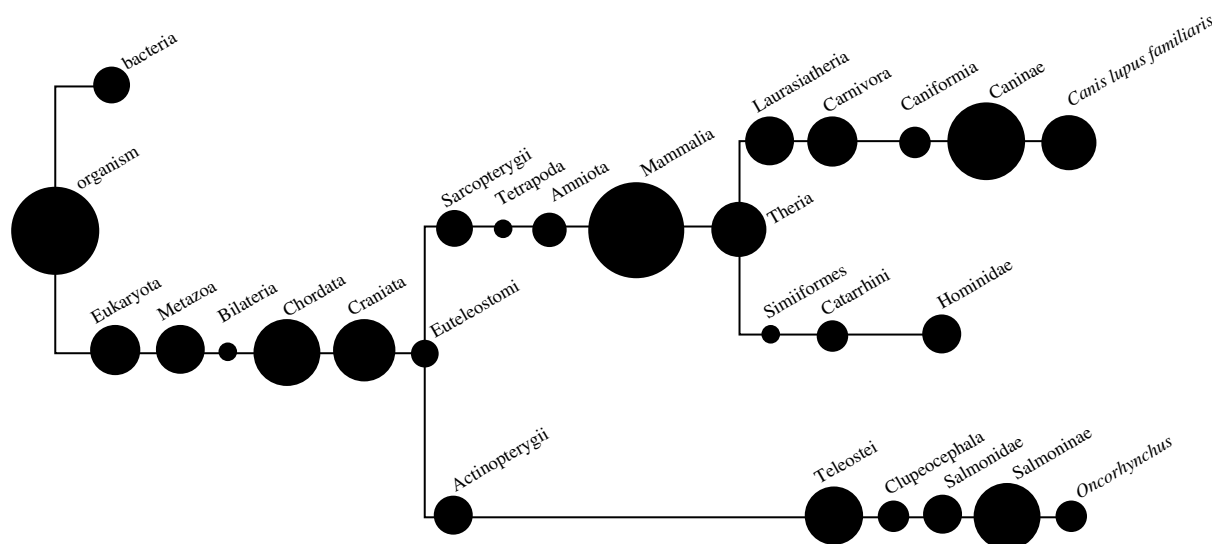 bacteria
organism
Eukaryota
Metazoa
Bilateria
Chordata
Craniata
Euteleostomi
Sarcopterygii
Tetrapoda
Amniota
Mammalia
Theria
Laurasiatheria
Carnivora
Caniformia
Caninae
Canis lupus familiaris
Simiiformes
Catarrhini
Hominidae
Actinopterygii
Teleostei
Clupeocephala
Salmonidae
Salmoninae
Oncorhynchus